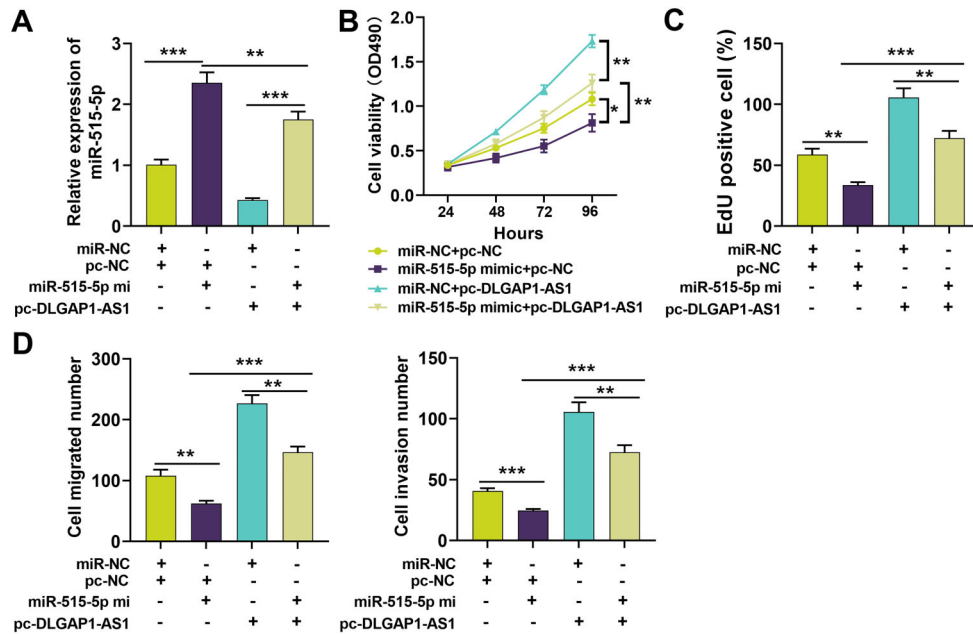 A
Relative expression of
miR-515-5p
3
2
1
0
***
**
***
miR-NC + - + -
pc-NC + + - -
miR-515-5p mi - + - +
pc-DLGAP1-AS1 - - + +
B
Cell viability (OD490)
2.0
1.5
1.0
0.5
0.0
24 48 72 96
Hours
**
*
**
miR-NC+pc-NC
miR-515-5p mimic+pc-NC
miR-NC+pc-DLGAP1-AS1
miR-515-5p mimic+pc-DLGAP1-AS1
C
EdU positive cell (%)
150
100
50
0
***
**
**
miR-NC + - + -
pc-NC + + - -
miR-515-5p mi - + - +
pc-DLGAP1-AS1 - - + +
D
Cell migrated number
300
200
100
0
***
**
**
miR-NC + - + -
pc-NC + + - -
miR-515-5p mi - + - +
pc-DLGAP1-AS1 - - + +
Cell invasion number
150
100
50
0
***
**
***
miR-NC + - + -
pc-NC + + - -
miR-515-5p mi - + - +
pc-DLGAP1-AS1 - - + +